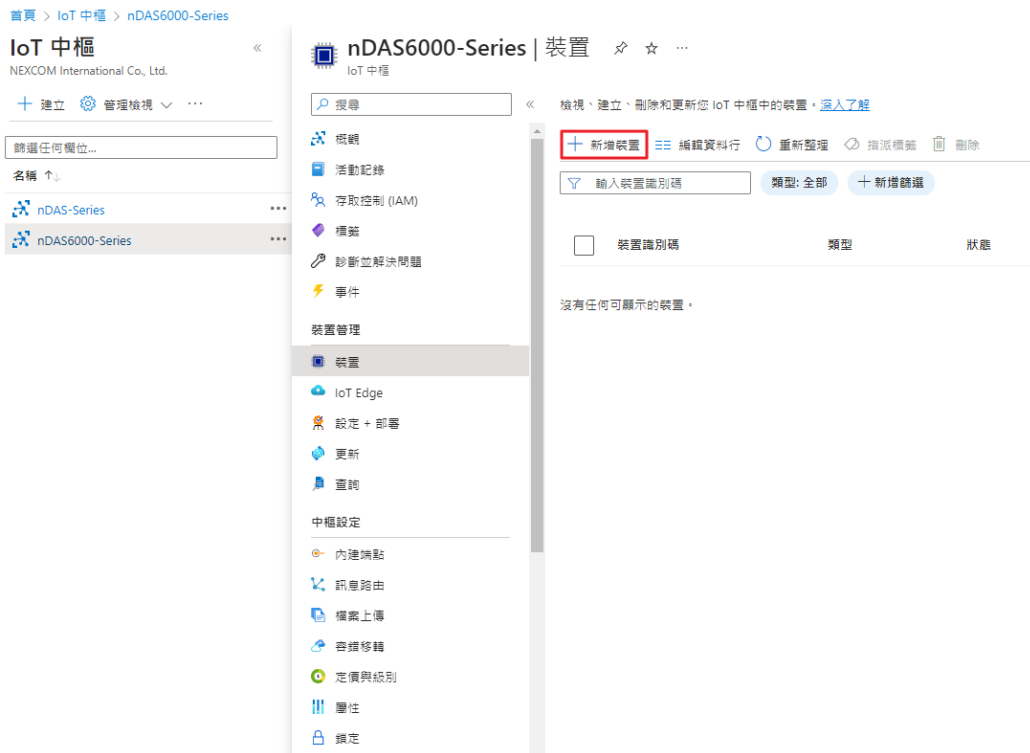 首頁 > IoT 中樞 > nDAS6000-Series
IoT 中樞
NEXCOM International Co., Ltd.
+ 建立 管理檢視 ...
篩選任何欄位...
名稱 ↑↓
nDAS-Series ...
nDAS6000-Series ...
nDAS6000-Series | 裝置 ...
IoT 中樞
搜尋
概觀
活動記錄
存取控制 (IAM)
標籤
診斷並解決問題
事件
裝置管理
裝置
IoT Edge
設定 + 部署
更新
查詢
中樞設定
內建端點
訊息路由
檔案上傳
容錯移轉
定價與級別
屬性
鎖定
檢視、建立、刪除和更新您 IoT 中樞中的裝置。深入了解
+ 新增裝置 編輯資料行 重新整理 指派標籤 刪除
輸入裝置識別碼 類型: 全部 + 新增篩選
裝置識別碼 類型 狀態
沒有任何可顯示的裝置。